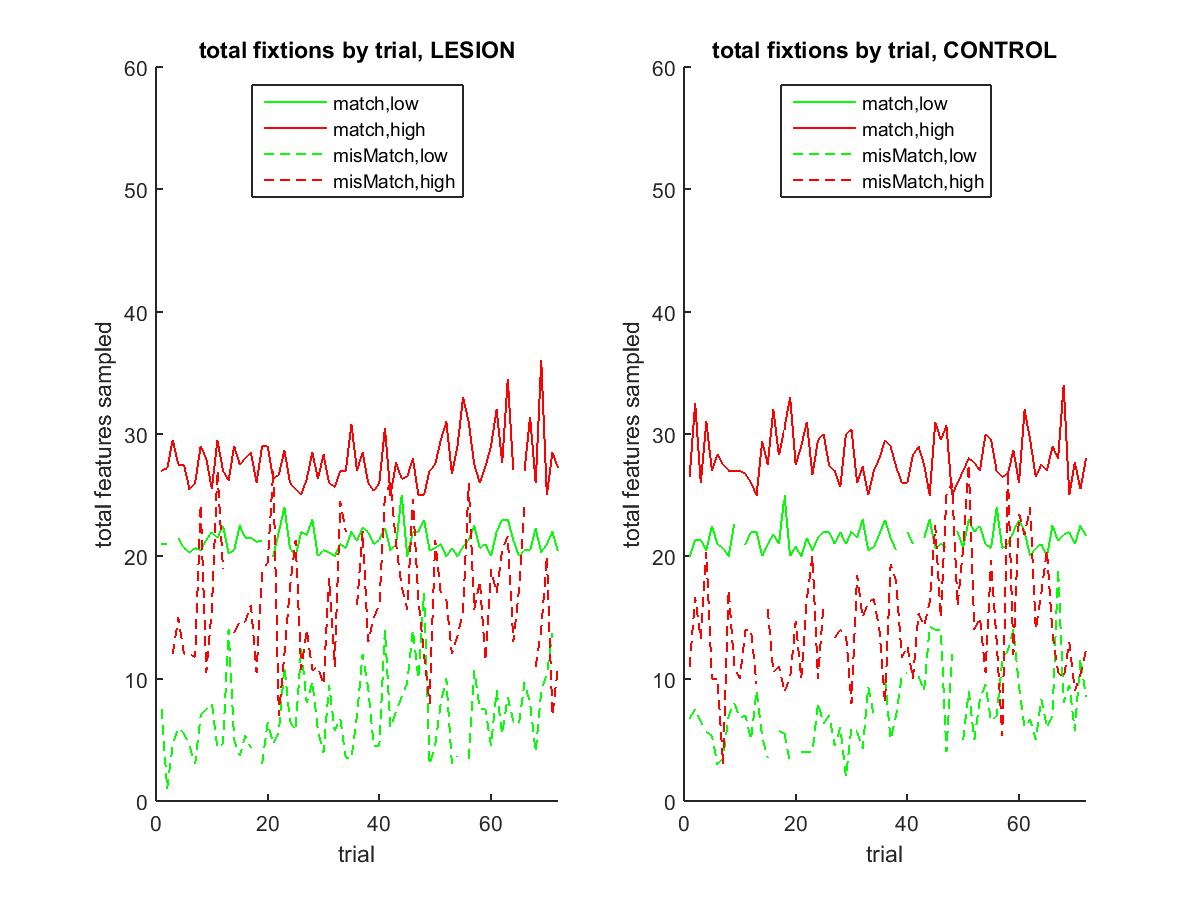 total fixtions by trial, LESION
60
50
40
30
20
10
0
match,low
match,high
misMatch,low
misMatch,high
total features sampled
0
20
40
60
trial
total fixtions by trial, CONTROL
60
50
40
30
20
10
0
match,low
match,high
misMatch,low
misMatch,high
total features sampled
0
20
40
60
trial